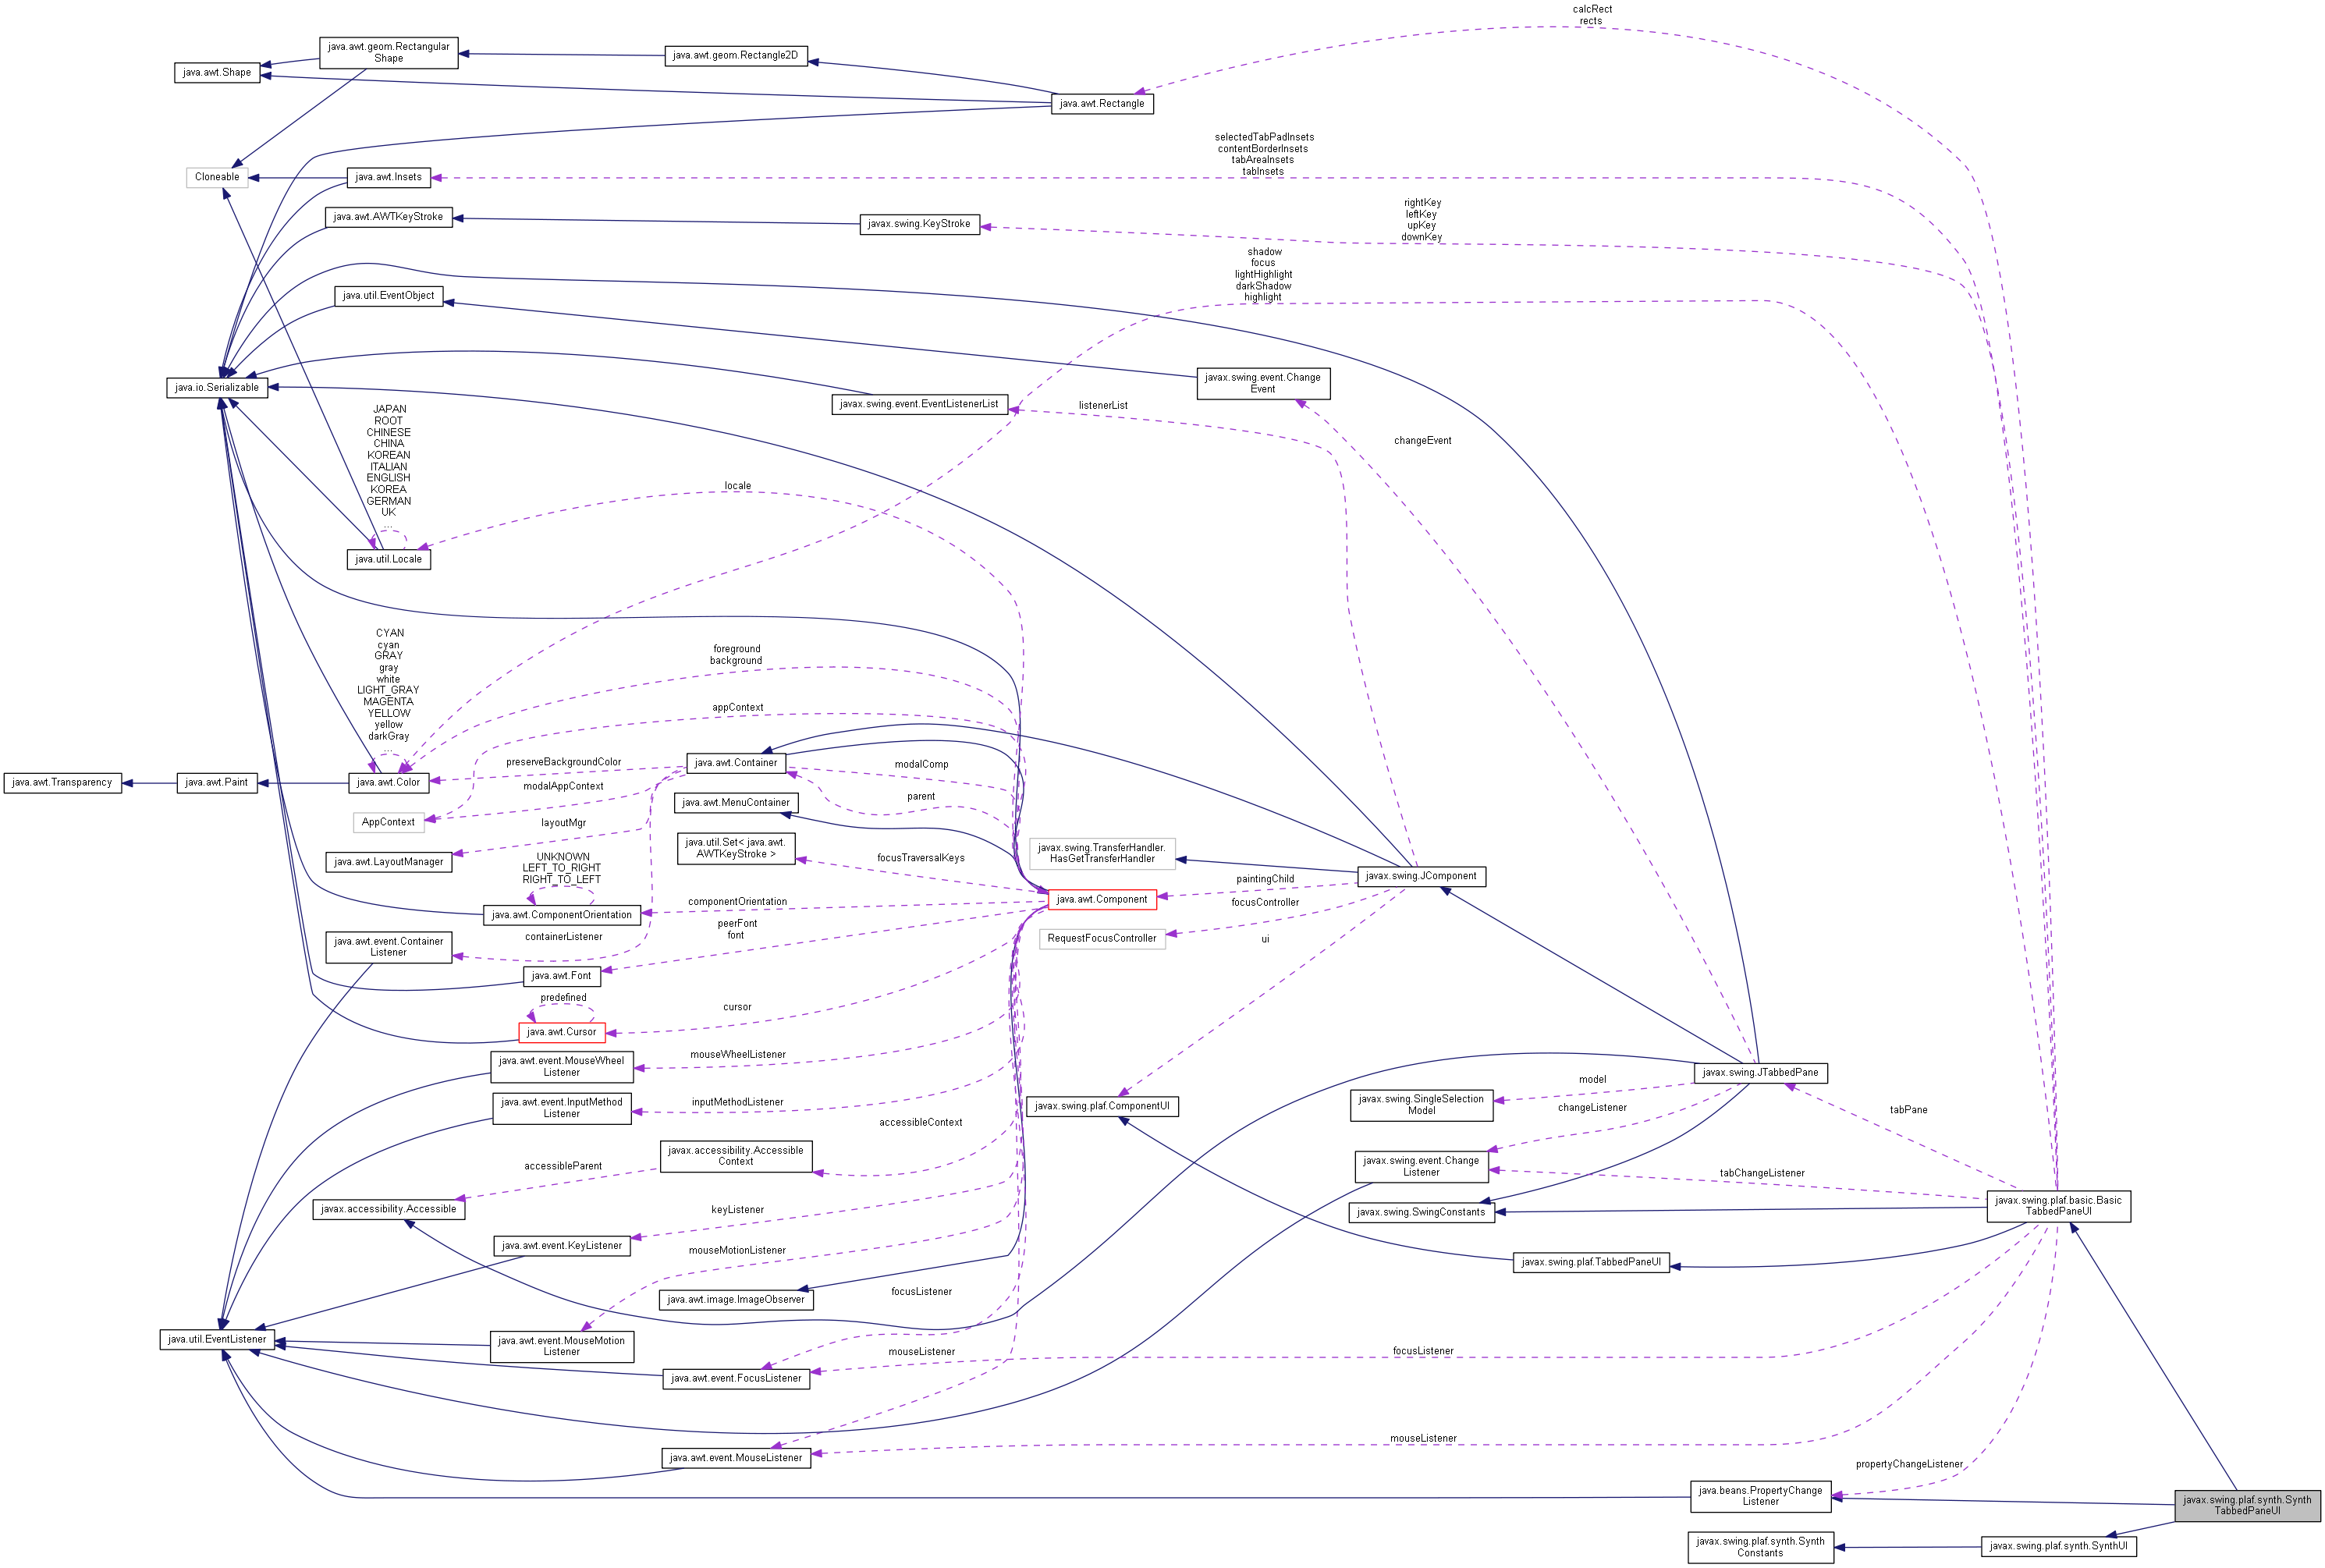 calcRect
rects
java.awt.geom.Rectangular
Shape
java.awt.geom.Rectangle2D
java.awt.Shape
java.awt.Rectangle
selectedTabPadInsets
contentBorderInsets
tabAreaInsets
tabInsets
Cloneable
java.awt.Insets
rightKey
leftKey
upKey
downKey
java.awt.AWTKeyStroke
javax.swing.KeyStroke
shadow
focus
lightHighlight
darkShadow
highlight
java.util.EventObject
java.io.Serializable
javax.swing.event.Change
Event
javax.swing.event.EventListenerList
listenerList
changeEvent
JAPAN
ROOT
CHINESE
CHINA
KOREAN
ITALIAN
ENGLISH
KOREA
GERMAN
UK
...
locale
java.util.Locale
CYAN
cyan
GRAY
gray
white
LIGHT_GRAY
MAGENTA
YELLOW
yellow
darkGray
...
foreground
background
appContext
java.awt.Transparency
java.awt.Paint
java.awt.Color
preserveBackgroundColor
java.awt.Container
modalComp
modalAppContext
parent
java.awt.MenuContainer
AppContext
layoutMgr
java.awt.LayoutManager
java.util.Set< java.awt.
AWTKeyStroke >
focusTraversalKeys
javax.swing.TransferHandler.
HasGetTransferHandler
javax.swing.JComponent
UNKNOWN
LEFT_TO_RIGHT
RIGHT_TO_LEFT
paintingChild
java.awt.ComponentOrientation
componentOrientation
java.awt.Component
focusController
peerFont
font
java.awt.event.Container
Listener
containerListener
RequestFocusController
ui
java.awt.Font
predefined
java.awt.Cursor
cursor
java.awt.event.MouseWheel
Listener
mouseWheelListener
javax.swing.JTabbedPane
java.awt.event.InputMethod
Listener
inputMethodListener
javax.swing.plaf.ComponentUI
javax.swing.SingleSelection
Model
model
changeListener
tabPane
accessibleContext
javax.accessibility.Accessible
Context
accessibleParent
javax.swing.event.Change
Listener
tabChangeListener
javax.accessibility.Accessible
keyListener
javax.swing.SwingConstants
javax.swing.plaf.basic.Basic
TabbedPaneUI
java.awt.event.KeyListener
mouseMotionListener
javax.swing.plaf.TabbedPaneUI
java.awt.image.ImageObserver
focusListener
java.util.EventListener
java.awt.event.MouseMotion
Listener
mouseListener
focusListener
java.awt.event.FocusListener
mouseListener
java.awt.event.MouseListener
propertyChangeListener
java.beans.PropertyChange
Listener
javax.swing.plaf.synth.Synth
TabbedPaneUI
javax.swing.plaf.synth.Synth
Constants
javax.swing.plaf.synth.SynthUI